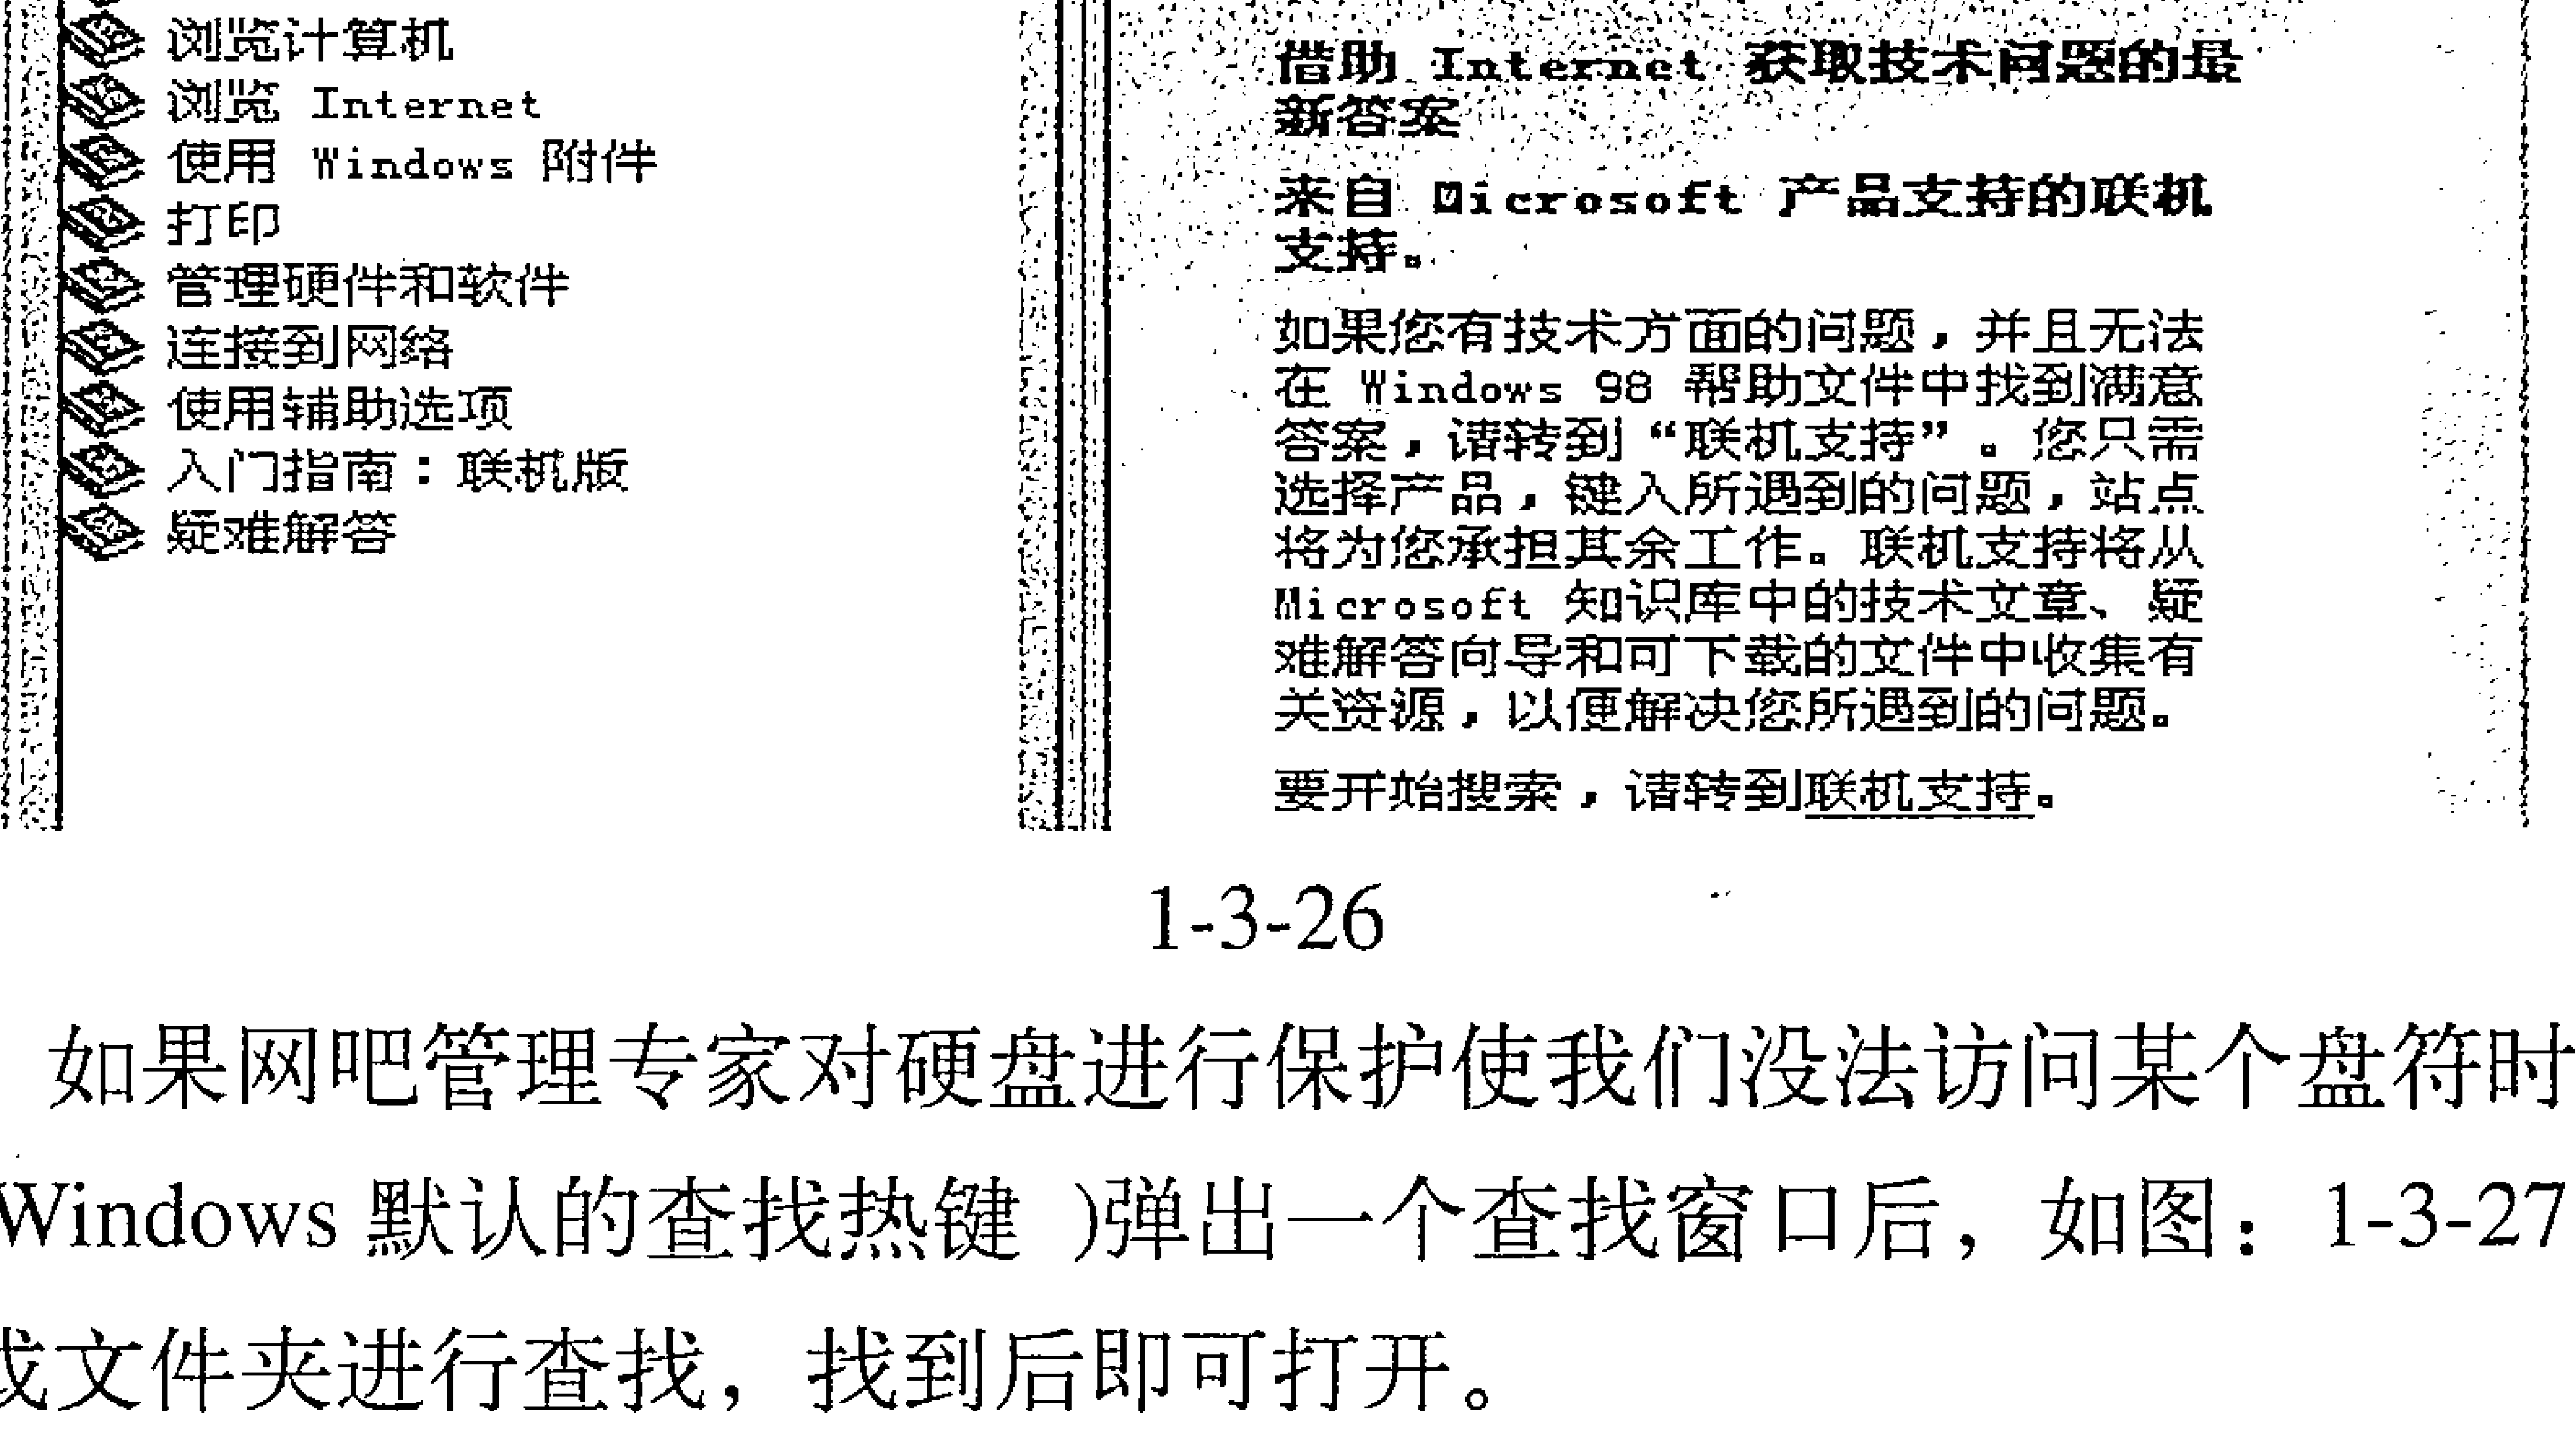 浏览计算机
浏览 Internet
使用 Windows 附件
打印
管理硬件和软件
连接到网络
使用辅助选项
入门指南：联机版
疑难解答
借助 Internet 获取技术问题的最
新答案
来自 Microsoft 产品支持的联机
支持。
如果您有技术方面的问题，并且无法
在 Windows 98 帮助文件中找到满意
答案，请转到“联机支持”。您只需
选择产品，键入所遇到的问题，站点
将为您承担其余工作。联机支持将从
Microsoft 知识库中的技术文章、疑
难解答向导和可下载的文件中收集有
关资源，以便解决您所遇到的问题。
要开始搜索，请转到联机支持。
1-3-26
如果网吧管理专家对硬盘进行保护使我们没法访问某个盘符时
Windows 默认的查找热键 )弹出一个查找窗口后，如图：1-3-27
或文件夹进行查找，找到后即可打开。